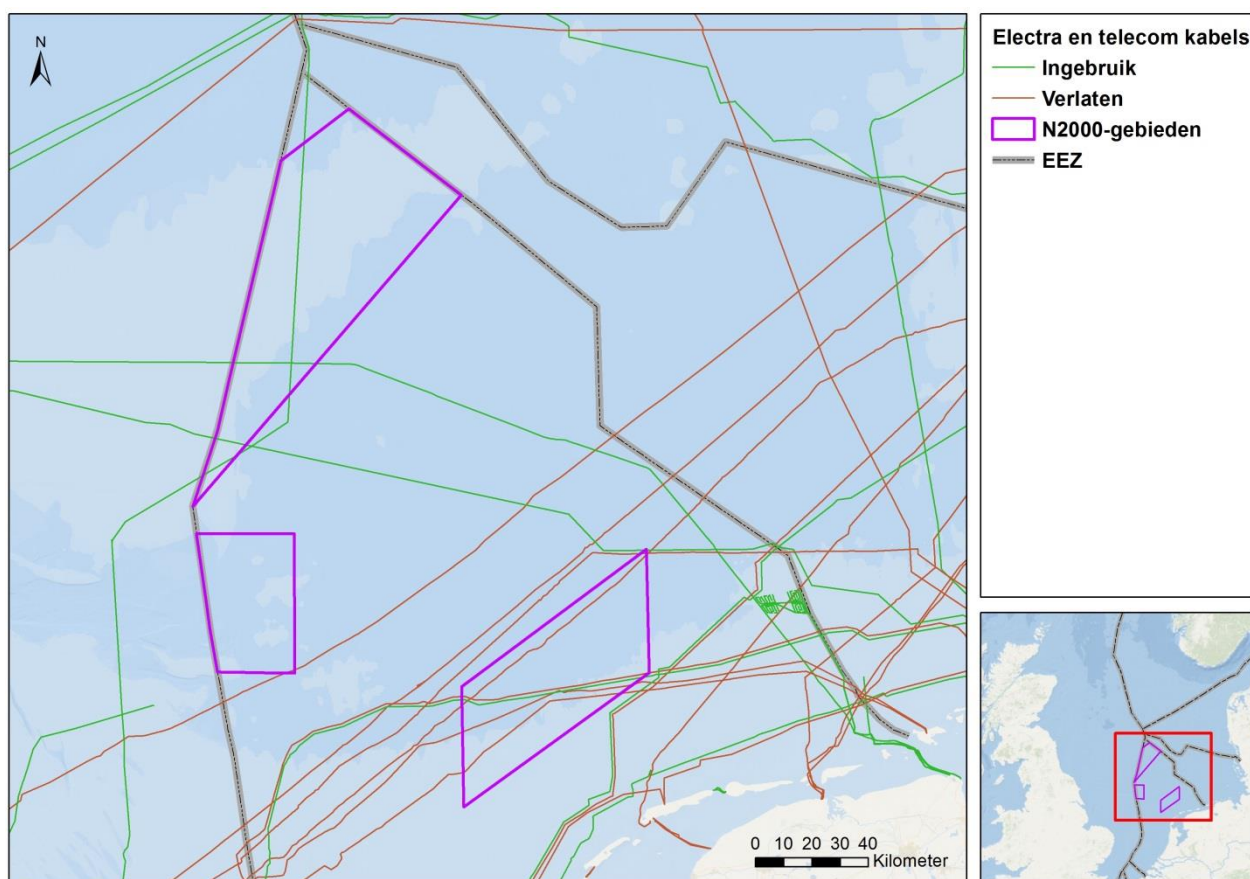 N
Electra en telecom kabels
Ingebruik
Verlaten
N2000-gebieden
EEZ
0 10 20 30 40
Kilometer